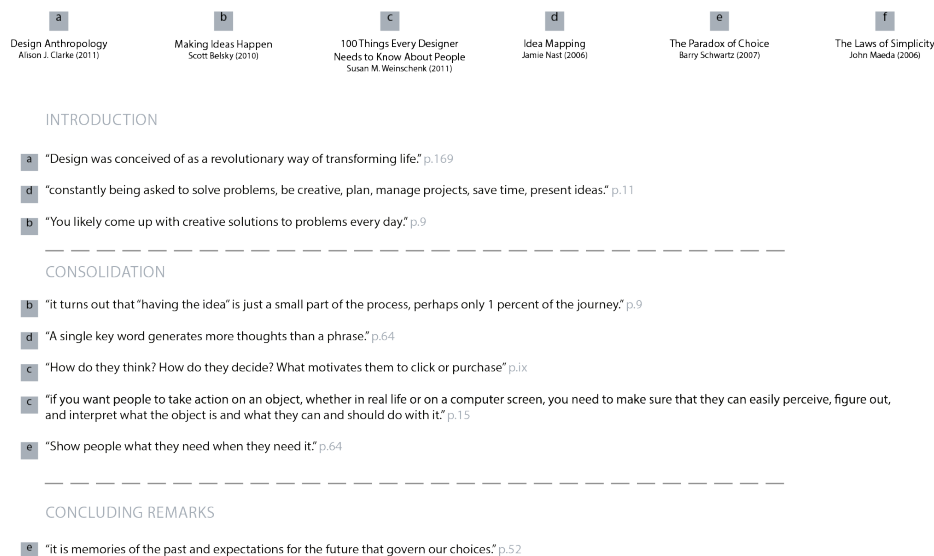 a
Design Anthropology
Alison J. Clarke (2011)
b
Making Ideas Happen
Scott Belsky (2010)
c
100 Things Every Designer
Needs to Know About People
Susan M. Weinschenk (2011)
d
Idea Mapping
Jamie Nast (2006)
e
The Paradox of Choice
Barry Schwartz (2007)
f
The Laws of Simplicity
John Maeda (2006)
INTRODUCTION
a “Design was conceived of as a revolutionary way of transforming life.” p.169
d “constantly being asked to solve problems, be creative, plan, manage projects, save time, present ideas.“ p.11
b “You likely come up with creative solutions to problems every day.” p.9
CONSOLIDATION
b “it turns out that “having the idea” is just a small part of the process, perhaps only 1 percent of the journey.” p.9
d “A single key word generates more thoughts than a phrase.” p.64
c “How do they think? How do they decide? What motivates them to click or purchase” p.ix
c “if you want people to take action on an object, whether in real life or on a computer screen, you need to make sure that they can easily perceive, figure out,
and interpret what the object is and what they can and should do with it.” p.15
e “Show people what they need when they need it.” p.64
CONCLUDING REMARKS
e “it is memories of the past and expectations for the future that govern our choices.” p.52